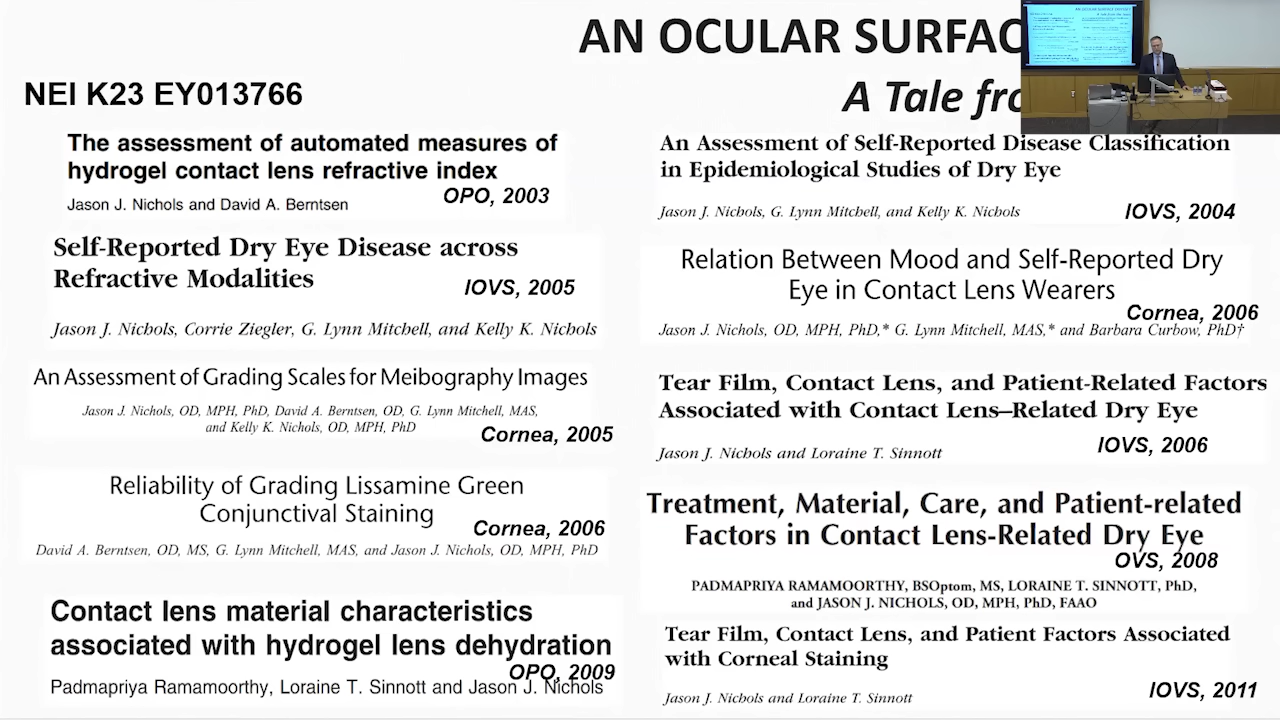 AN OCULAR SURFAC
A Tale fro
NEI K23 EY013766
The assessment of automated measures of
hydrogel contact lens refractive index
OPO, 2003
Jason J. Nichols and David A. Berntsen
Self-Reported Dry Eye Disease across
Refractive Modalities
IOVS, 2005
Jason J. Nichols, Corrie Ziegler, G. Lynn Mitchell, and Kelly K. Nichols
An Assessment of Grading Scales for Meibography Images
Jason J. Nichols, OD, MPH, PhD, David A. Berntsen, OD, G. Lynn Mitchell, MAS,
and Kelly K. Nichols, OD, MPH, PhD
Cornea, 2005
Reliability of Grading Lissamine Green
Conjunctival Staining
Cornea, 2006
David A. Berntsen, OD, MS, G. Lynn Mitchell, MAS, and Jason J. Nichols, OD, MPH, PhD
Contact lens material characteristics
associated with hydrogel lens dehydration
OPO, 2009
Padmapriya Ramamoorthy, Loraine T. Sinnott and Jason J. Nichols
An Assessment of Self-Reported Disease Classification
in Epidemiological Studies of Dry Eye
Jason J. Nichols, G. Lynn Mitchell, and Kelly K. Nichols
IOVS, 2004
Relation Between Mood and Self-Reported Dry
Eye in Contact Lens Wearers
Cornea, 2006
Jason J. Nichols, OD, MPH, PhD,* G. Lynn Mitchell, MAS,* and Barbara Curbow, PhD†
Tear Film, Contact Lens, and Patient-Related Factors
Associated with Contact Lens–Related Dry Eye
IOVS, 2006
Jason J. Nichols and Loraine T. Sinnott
Treatment, Material, Care, and Patient-related
Factors in Contact Lens-Related Dry Eye
OVS, 2008
PADMAPRIYA RAMAMOORTHY, BSOptom, MS, LORAINE T. SINNOTT, PhD,
and JASON J. NICHOLS, OD, MPH, PhD, FAAO
Tear Film, Contact Lens, and Patient Factors Associated
with Corneal Staining
IOVS, 2011
Jason J. Nichols and Loraine T. Sinnott